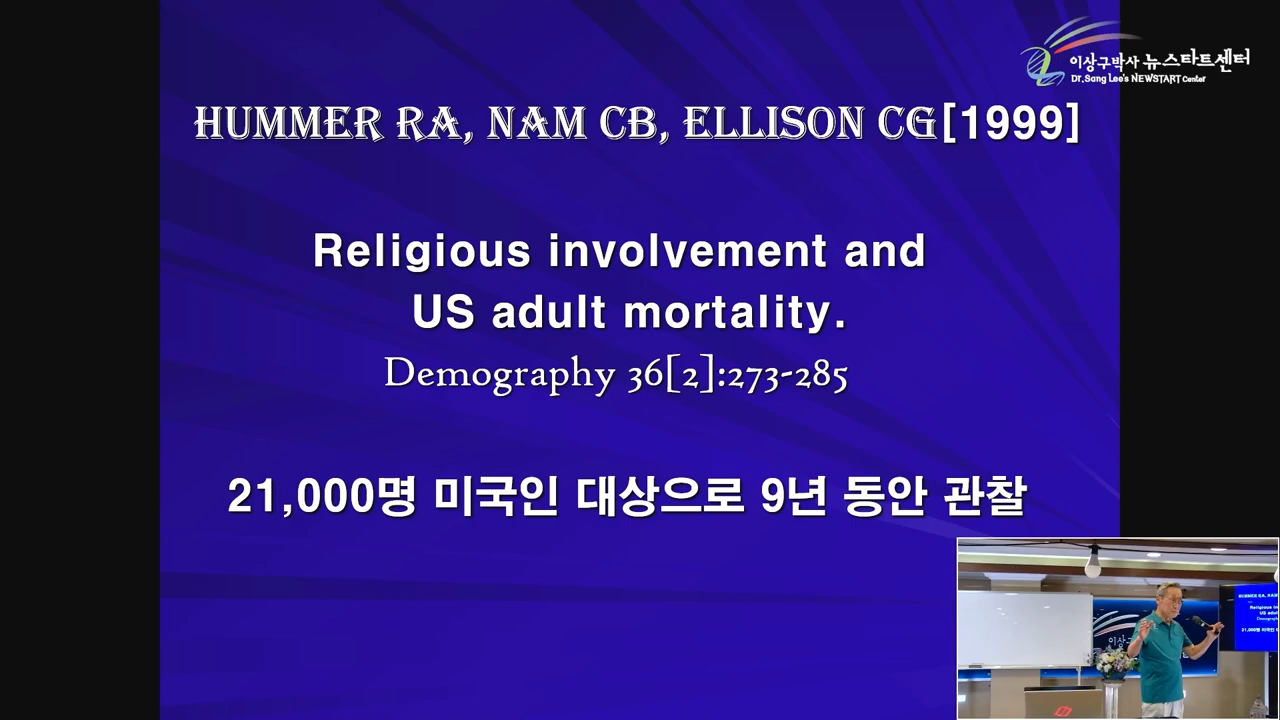 이상구박사 뉴스타트센터
Dr.Sang Lee's NEWSTART Center
HUMMER RA, NAM CB, ELLISON CG[1999]
Religious involvement and
US adult mortality.
Demography 36[2]:273-285
21,000명 미국인 대상으로 9년 동안 관찰